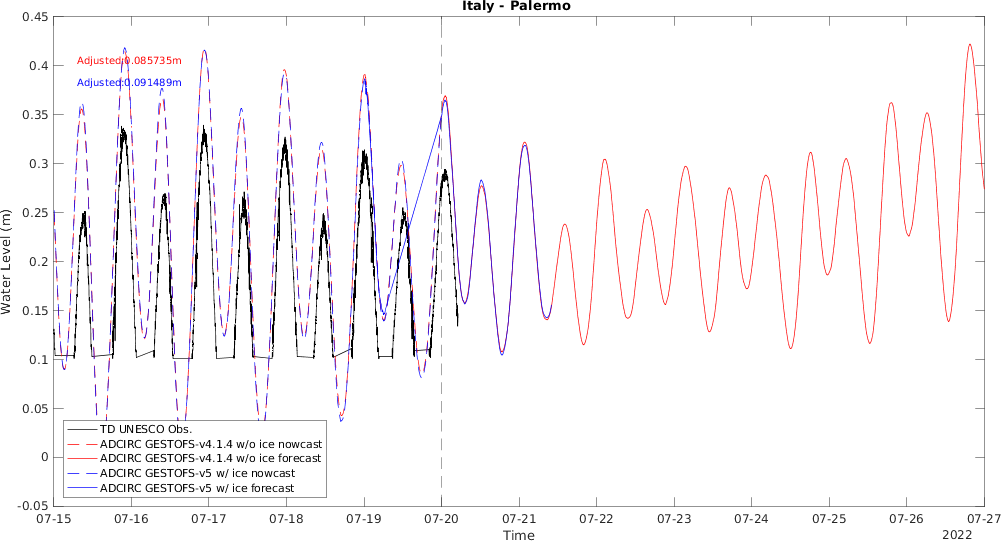 Italy - Palermo
0.45
0.4
0.35
0.3
0.25
0.2
0.15
0.1
0.05
0
-0.05
Water Level (m)
Adjusted:0.085735m
Adjusted:0.091489m
TD UNESCO Obs.
ADCIRC GESTOFS-v4.1.4 w/o ice nowcast
ADCIRC GESTOFS-v4.1.4 w/o ice forecast
ADCIRC GESTOFS-v5 w/ ice nowcast
ADCIRC GESTOFS-v5 w/ ice forecast
07-15 07-16 07-17 07-18 07-19 07-20 07-21 07-22 07-23 07-24 07-25 07-26 07-27
Time
2022